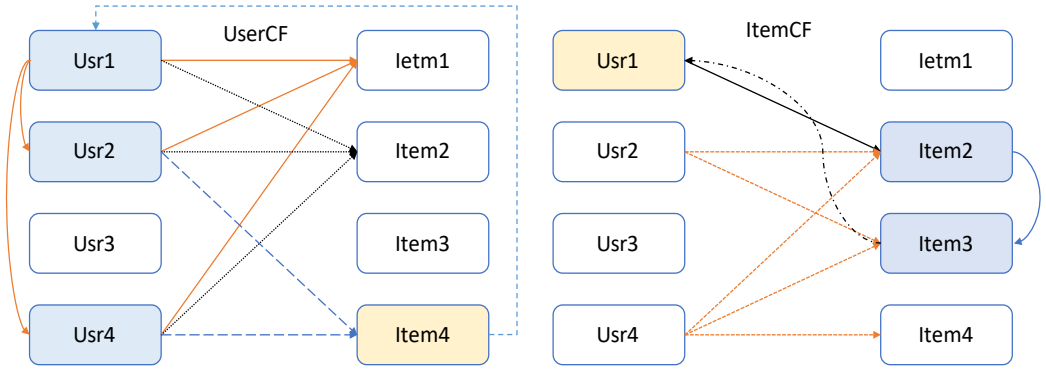 UserCF
Usr1
Ietm1
Usr2
Item2
Usr3
Item3
Usr4
Item4
ItemCF
Usr1
Ietm1
Usr2
Item2
Usr3
Item3
Usr4
Item4